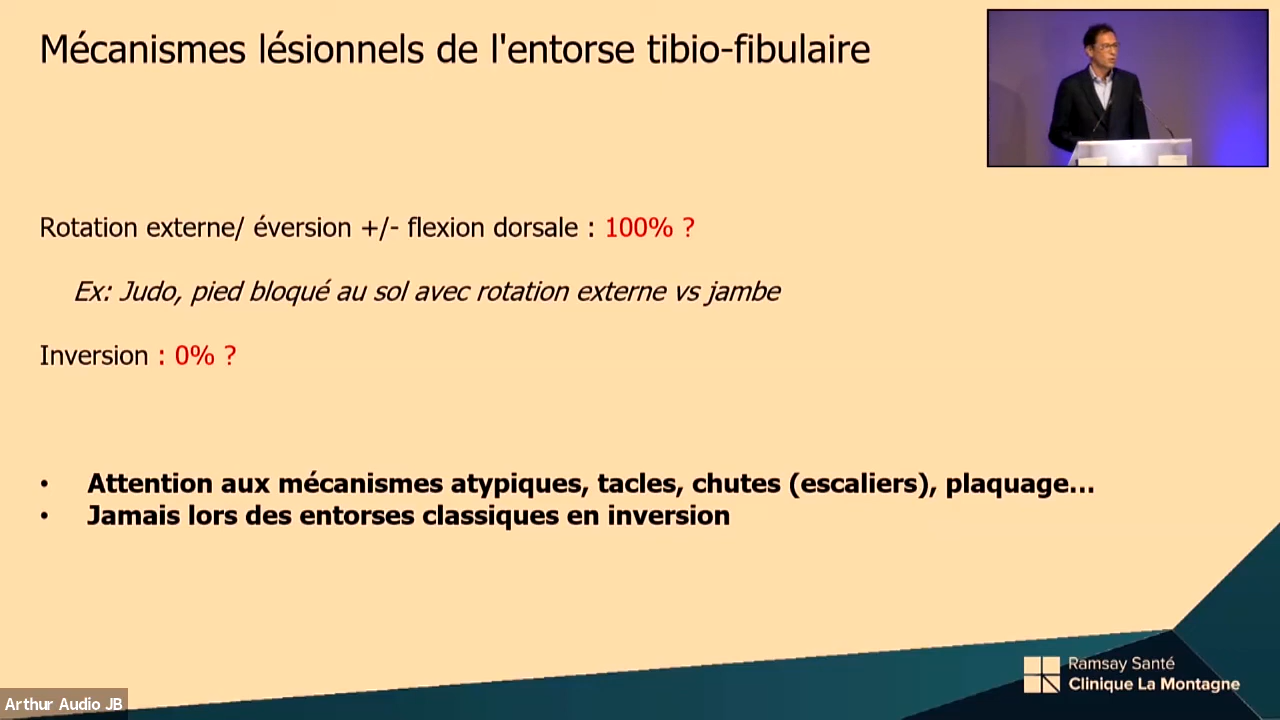 Mécanismes lésionnels de l'entorse tibio-fibulaire
Rotation externe/ éversion +/- flexion dorsale : 100% ?
Ex: Judo, pied bloqué au sol avec rotation externe vs jambe
Inversion : 0% ?
• Attention aux mécanismes atypiques, tacles, chutes (escaliers), plaquage...
• Jamais lors des entorses classiques en inversion
Ramsay Santé
Clinique La Montagne
Arthur Audio JB